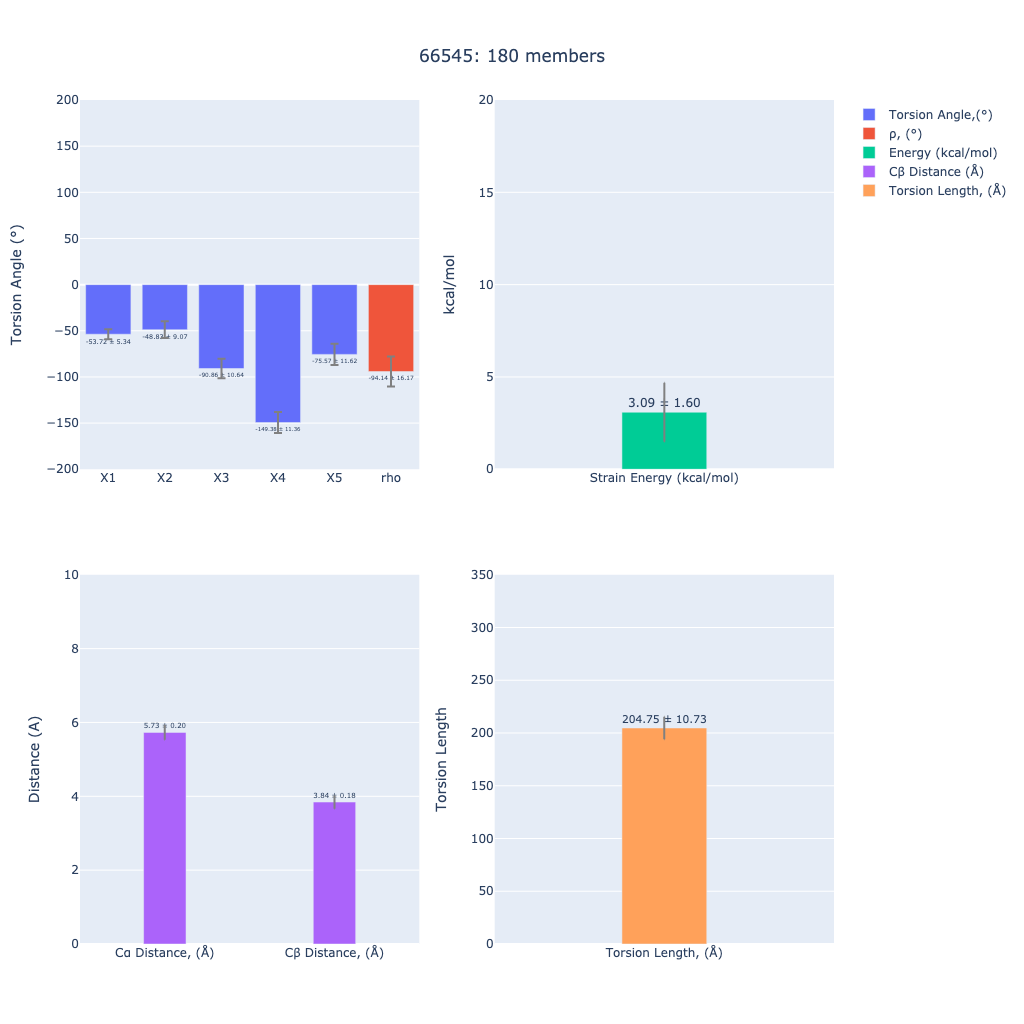 66545: 180 members
Torsion Angle (°)
200
150
100
50
0
−50
−100
−150
−200
-53.72 ± 5.34
-48.87 ± 9.07
-90.86 ± 10.64
-149.38 ± 11.36
-75.57 ± 11.62
-94.14 ± 16.17
X1 X2 X3 X4 X5 rho
kcal/mol
20
15
10
5
0
3.09 ± 1.60
Strain Energy (kcal/mol)
Torsion Angle,(°)
ρ, (°)
Energy (kcal/mol)
Cβ Distance (Å)
Torsion Length, (Å)
Distance (A)
10
8
6
4
2
0
5.73 ± 0.20
3.84 ± 0.18
Cα Distance, (Å) Cβ Distance, (Å)
Torsion Length
350
300
250
200
150
100
50
0
204.75 ± 10.73
Torsion Length, (Å)